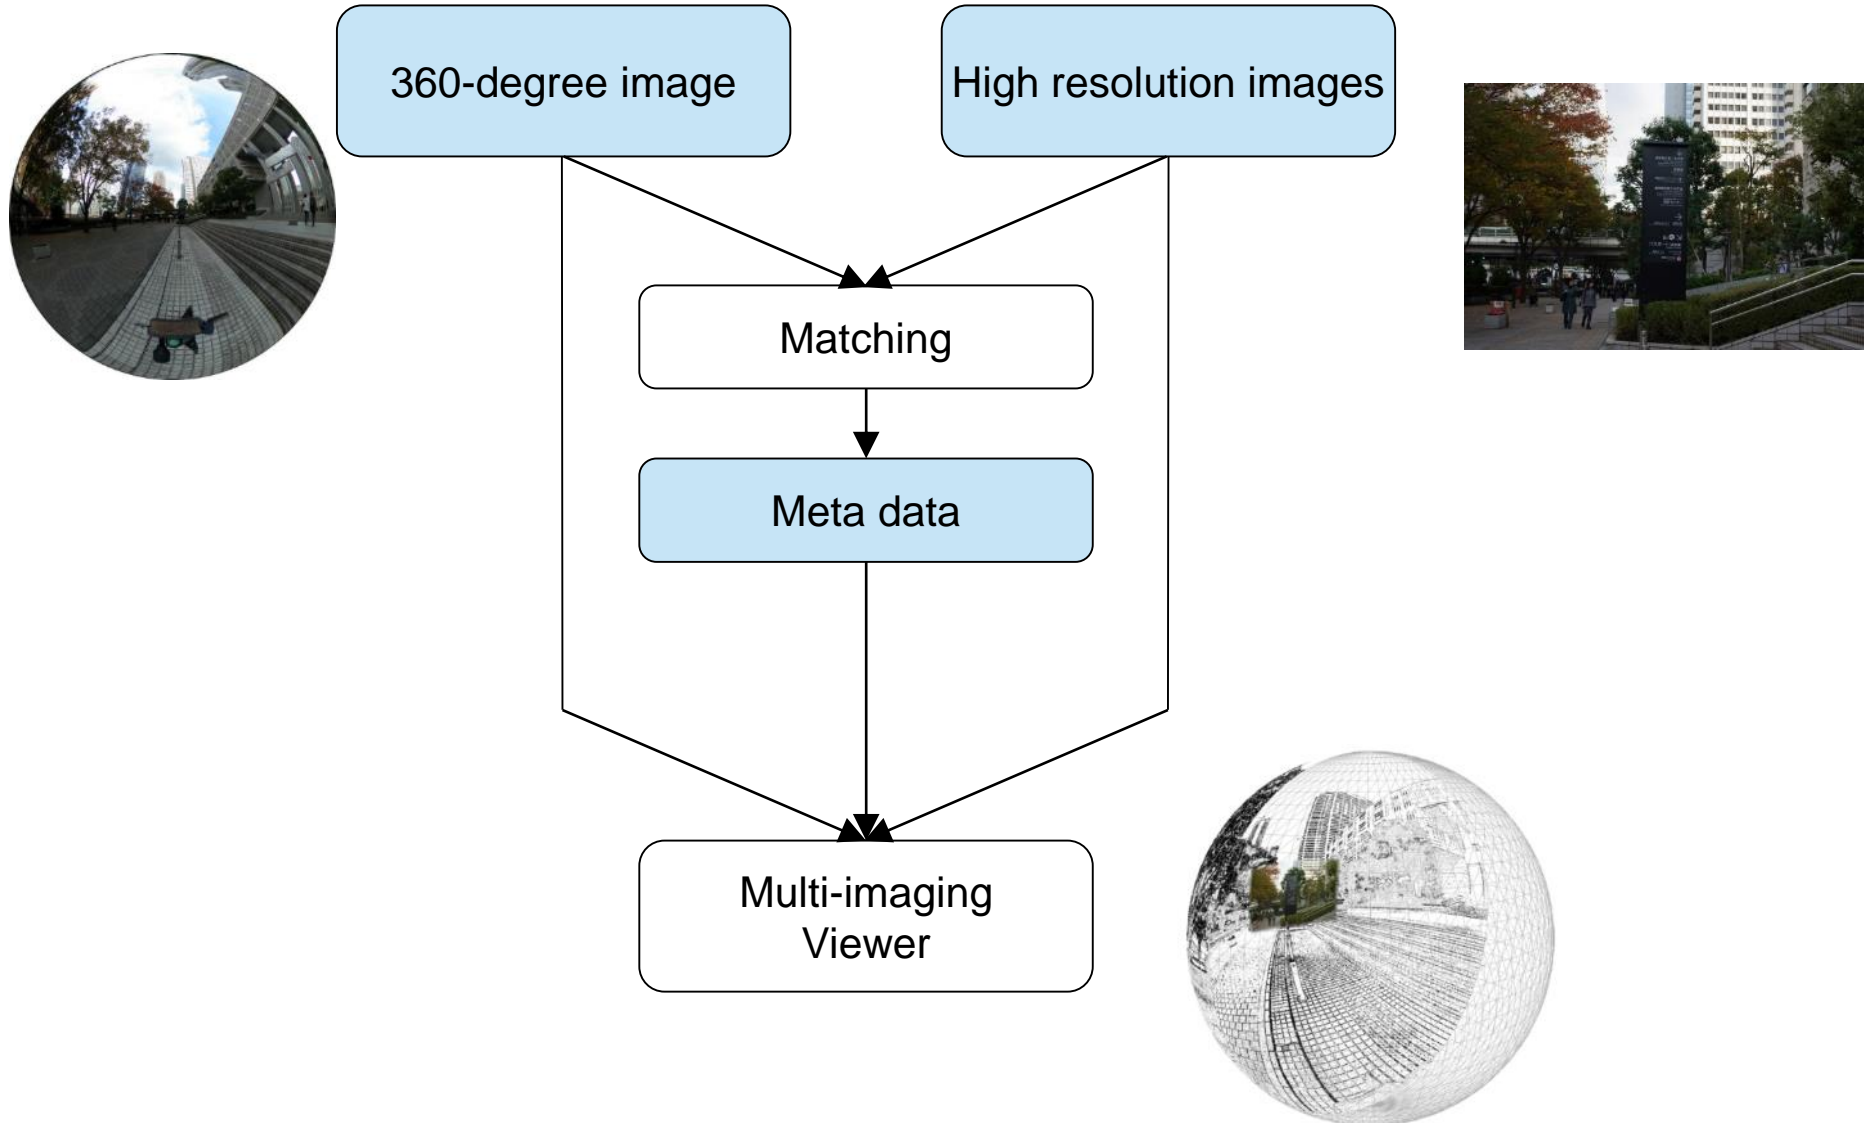 360-degree image
High resolution images
Matching
Meta data
Multi-imaging
Viewer